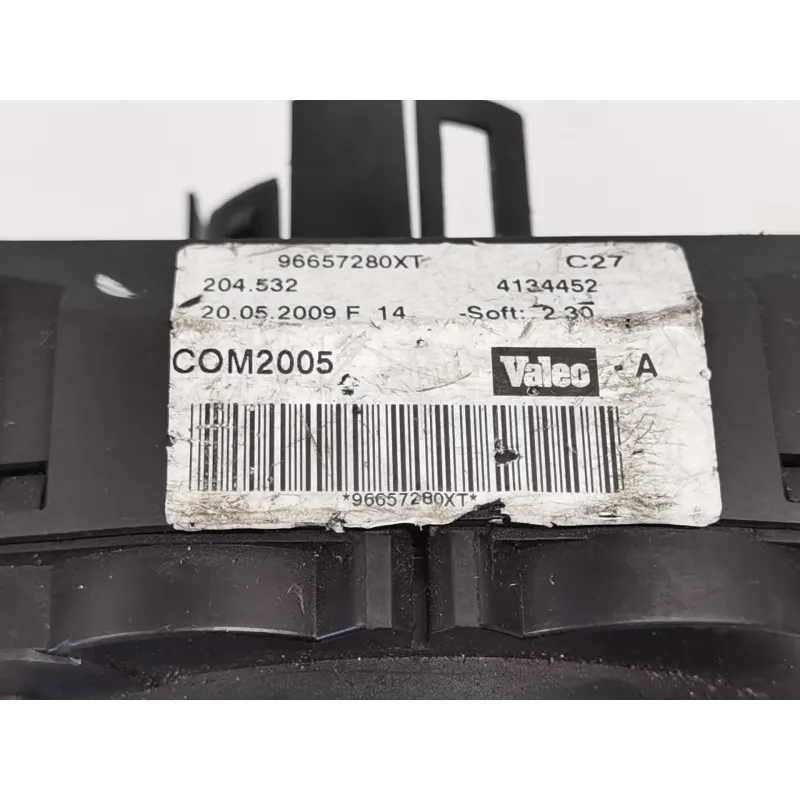 96657280XT C27
204.532 4134452
20.05.2009 F 14 -Soft: 2.30
COM2005 Valeo -A
*96657280XT*